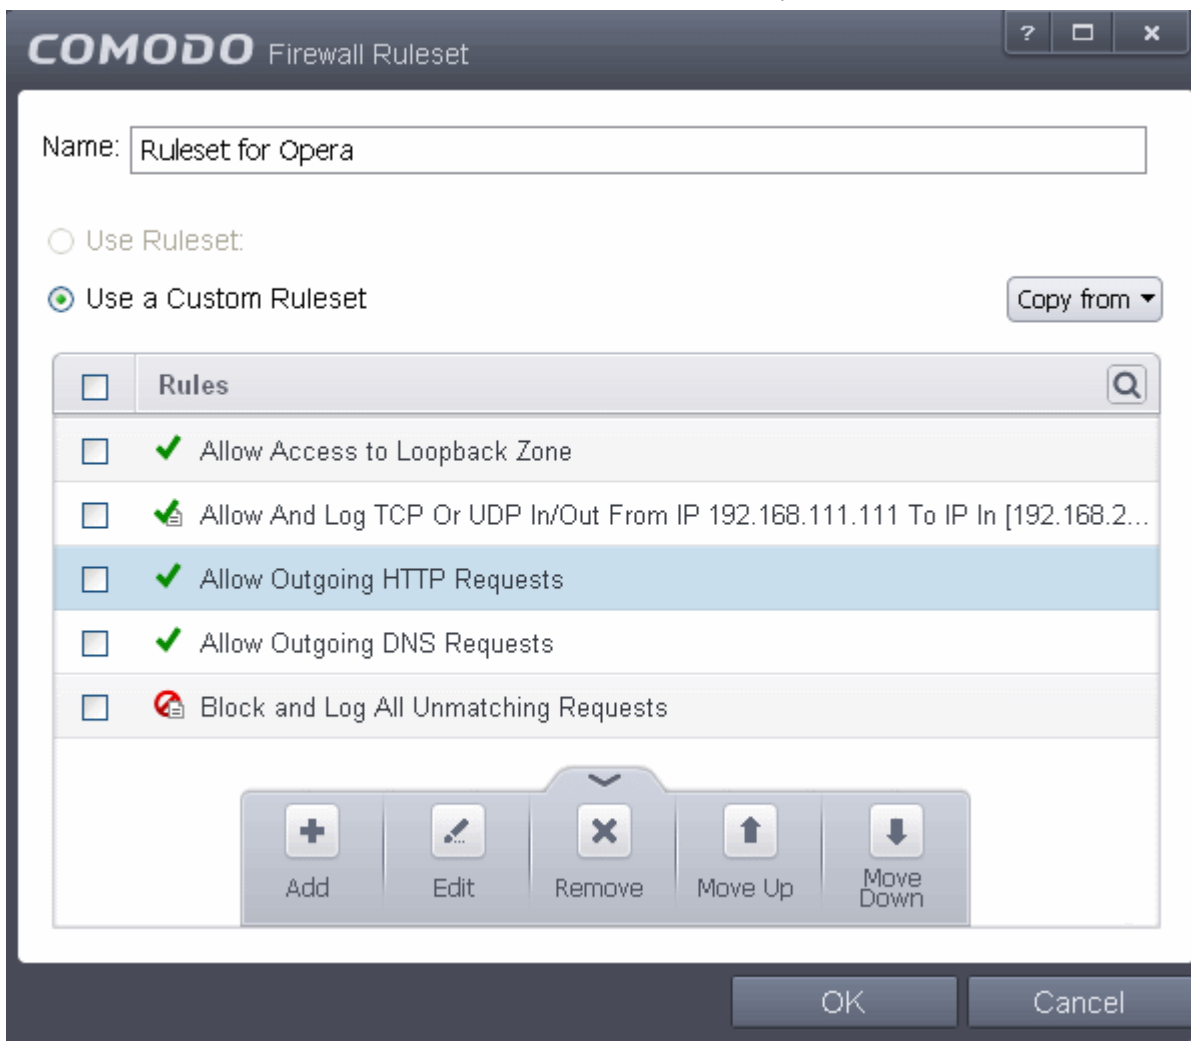 COMODO Firewall Ruleset
?
Name: Ruleset for Opera
Use Ruleset:
Use a Custom Ruleset
Copy from
Rules
Allow Access to Loopback Zone
Allow And Log TCP Or UDP In/Out From IP 192.168.111.111 To IP In [192.168.2...
Allow Outgoing HTTP Requests
Allow Outgoing DNS Requests
Block and Log All Unmatching Requests
Add Edit Remove Move Up Move
Down
OK Cancel